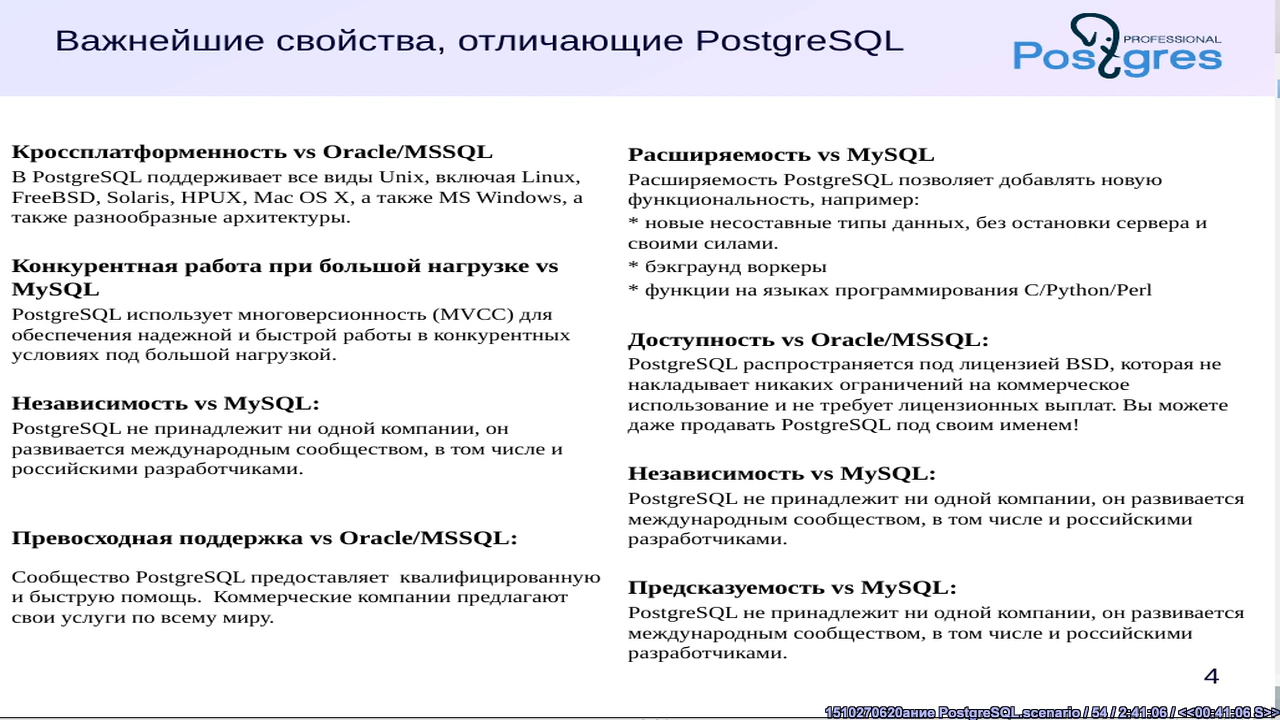 Важнейшие свойства, отличающие PostgreSQL
PROFESSIONAL
Postgres
Кроссплатформенность vs Oracle/MSSQL
В PostgreSQL поддерживает все виды Unix, включая Linux,
FreeBSD, Solaris, HPUX, Mac OS X, а также MS Windows, а
также разнообразные архитектуры.
Конкурентная работа при большой нагрузке vs
MySQL
PostgreSQL использует многоверсионность (MVCC) для
обеспечения надежной и быстрой работы в конкурентных
условиях под большой нагрузкой.
Независимость vs MySQL:
PostgreSQL не принадлежит ни одной компании, он
развивается международным сообществом, в том числе и
российскими разработчиками.
Превосходная поддержка vs Oracle/MSSQL:
Сообщество PostgreSQL предоставляет  квалифицированную
и быструю помощь.  Коммерческие компании предлагают
свои услуги по всему миру.
Расширяемость vs MySQL
Расширяемость PostgreSQL позволяет добавлять новую
функциональность, например:
* новые несоставные типы данных, без остановки сервера и
своими силами.
* бэкграунд воркеры
* функции на языках программирования C/Python/Perl
Доступность vs Oracle/MSSQL:
PostgreSQL распространяется под лицензией BSD, которая не
накладывает никаких ограничений на коммерческое
использование и не требует лицензионных выплат. Вы можете
даже продавать PostgreSQL под своим именем!
Независимость vs MySQL:
PostgreSQL не принадлежит ни одной компании, он развивается
международным сообществом, в том числе и российскими
разработчиками.
Предсказуемость vs MySQL:
PostgreSQL не принадлежит ни одной компании, он развивается
международным сообществом, в том числе и российскими
разработчиками.
4
1510270620ание PostgreSQL.scenario / 54 / 2:41:06 / <<00:41:06 S>>